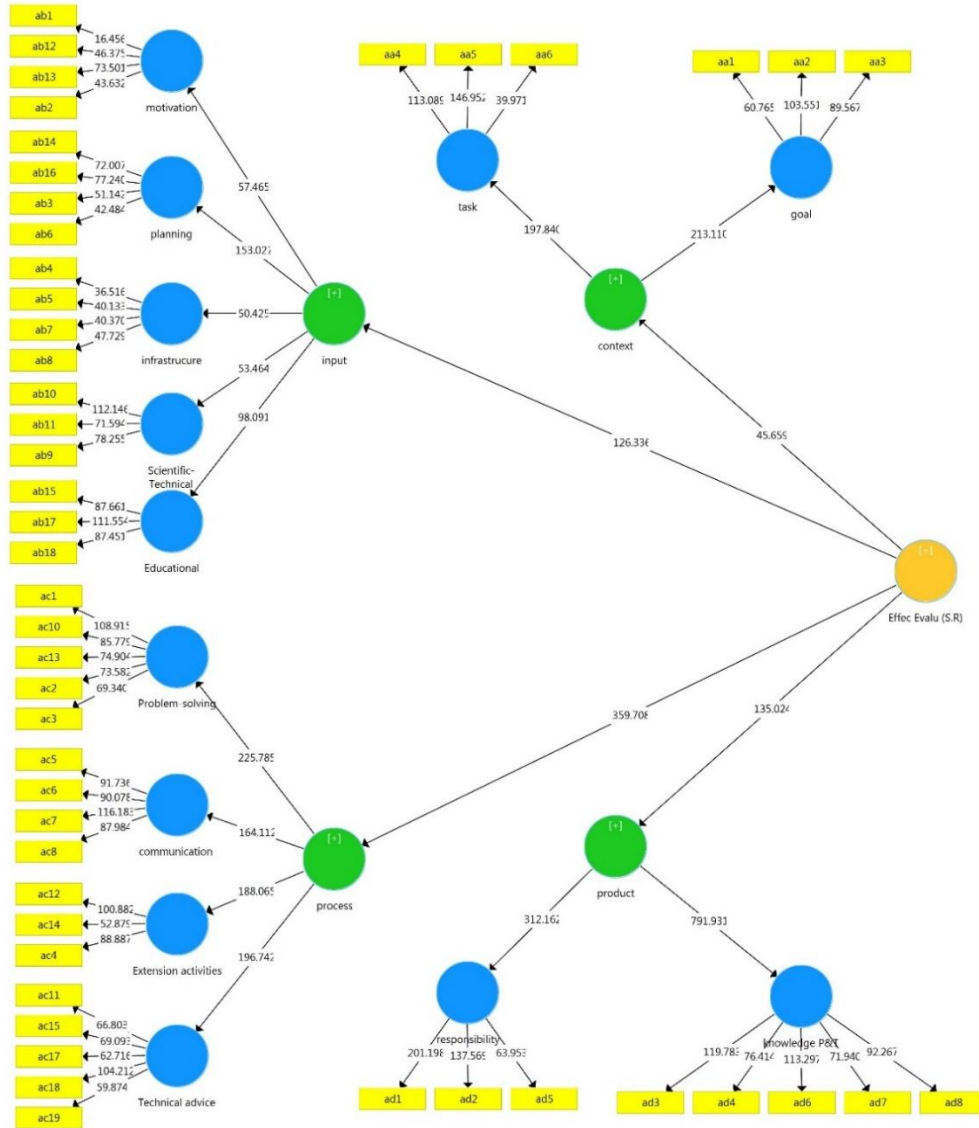 ab1
ab12
ab13
ab2
16.456
46.375
73.501
43.632
motivation
ab14
ab16
ab3
ab6
72.007
77.240
51.142
42.484
planning
ab4
ab5
ab7
ab8
36.516
40.133
40.370
47.729
infrastrucure
ab10
ab11
ab9
112.146
71.594
78.255
Scientific-
Technical
ab15
ab17
ab18
87.661
111.554
87.451
Educational
57.465
153.027
50.425
53.464
98.091
[+]
input
aa4
aa5
aa6
113.089
146.952
39.971
task
aa1
aa2
aa3
60.765
103.551
89.567
goal
197.840
213.110
[+]
context
126.336
45.659
[+]
Effec Evalu (S.R)
359.708
135.024
ac1
ac10
ac13
ac2
ac3
108.915
85.779
74.904
73.582
69.340
Problem-solving
ac5
ac6
ac7
ac8
91.736
90.078
116.183
87.984
communication
ac12
ac14
ac4
100.882
52.879
88.887
Extension activities
ac11
ac15
ac17
ac18
ac19
66.803
69.093
62.716
104.212
59.874
Technical advice
225.785
164.112
188.065
196.742
[+]
process
[+]
product
312.162
791.931
responsibility
201.198
137.569
63.953
ad1
ad2
ad5
knowledge P&T
119.783
76.414
113.297
71.940
92.267
ad3
ad4
ad6
ad7
ad8